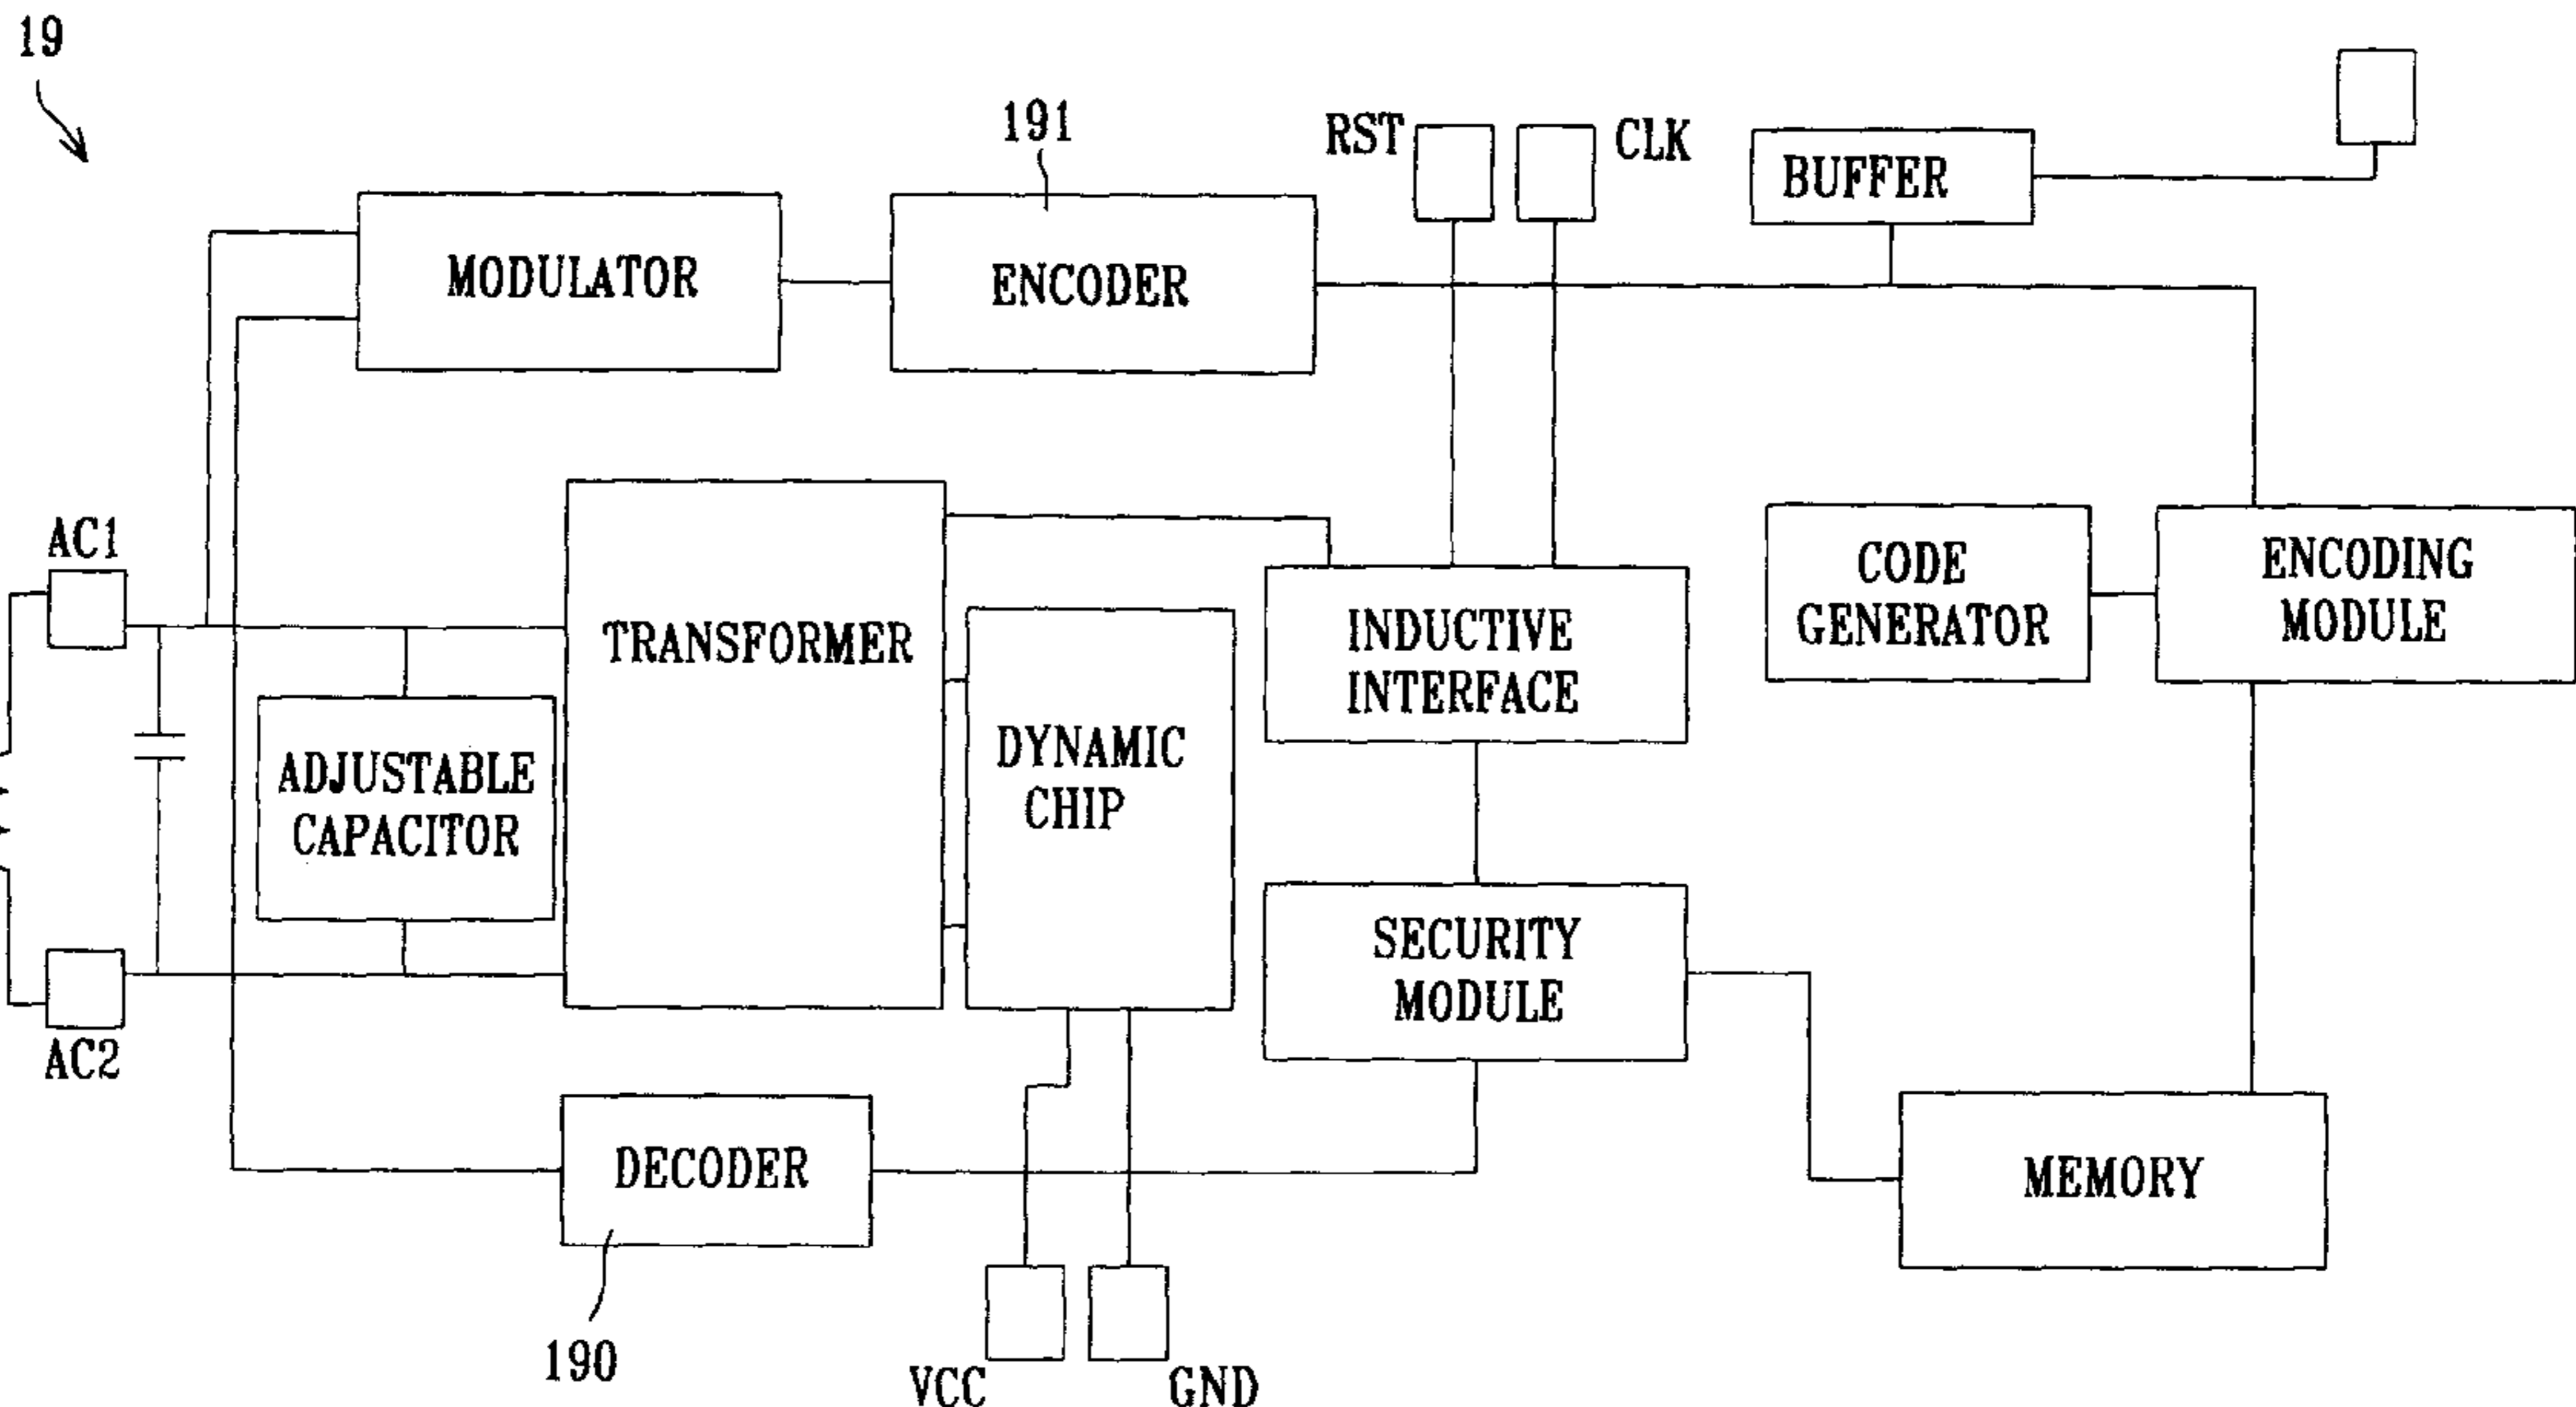 19
191
RST
CLK
BUFFER
MODULATOR
ENCODER
AC1
TRANSFORMER
CODE
GENERATOR
ENCODING
MODULE
INDUCTIVE
INTERFACE
ADJUSTABLE
CAPACITOR
DYNAMIC
CHIP
SECURITY
MODULE
AC2
DECODER
MEMORY
190
VCC
GND